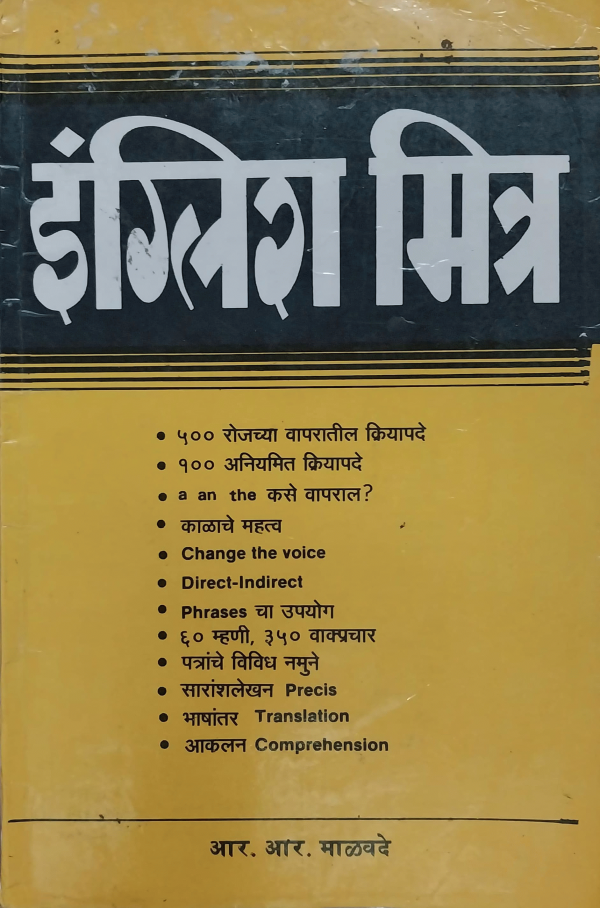 इंग्लिश मित्र
• ५०० रोजच्या वापरातील क्रियापदे
• १०० अनियमित क्रियापदे
• a an the कसे वापराल?
• काळाचे महत्व
• Change the voice
• Direct-Indirect
• Phrases चा उपयोग
• ६० म्हणी, ३५० वाक्प्रचार
• पत्रांचे विविध नमुने
• सारांशलेखन Precis
• भाषांतर Translation
• आकलन Comprehension
आर. आर. माळवदे